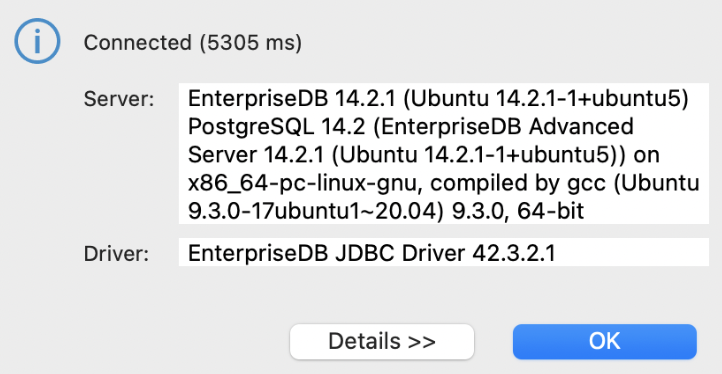 Connected (5305 ms)
Server:
EnterpriseDB 14.2.1 (Ubuntu 14.2.1-1+ubuntu5)
PostgreSQL 14.2 (EnterpriseDB Advanced
Server 14.2.1 (Ubuntu 14.2.1-1+ubuntu5)) on
x86_64-pc-linux-gnu, compiled by gcc (Ubuntu
9.3.0-17ubuntu1~20.04) 9.3.0, 64-bit
Driver:
EnterpriseDB JDBC Driver 42.3.2.1
Details >>
OK